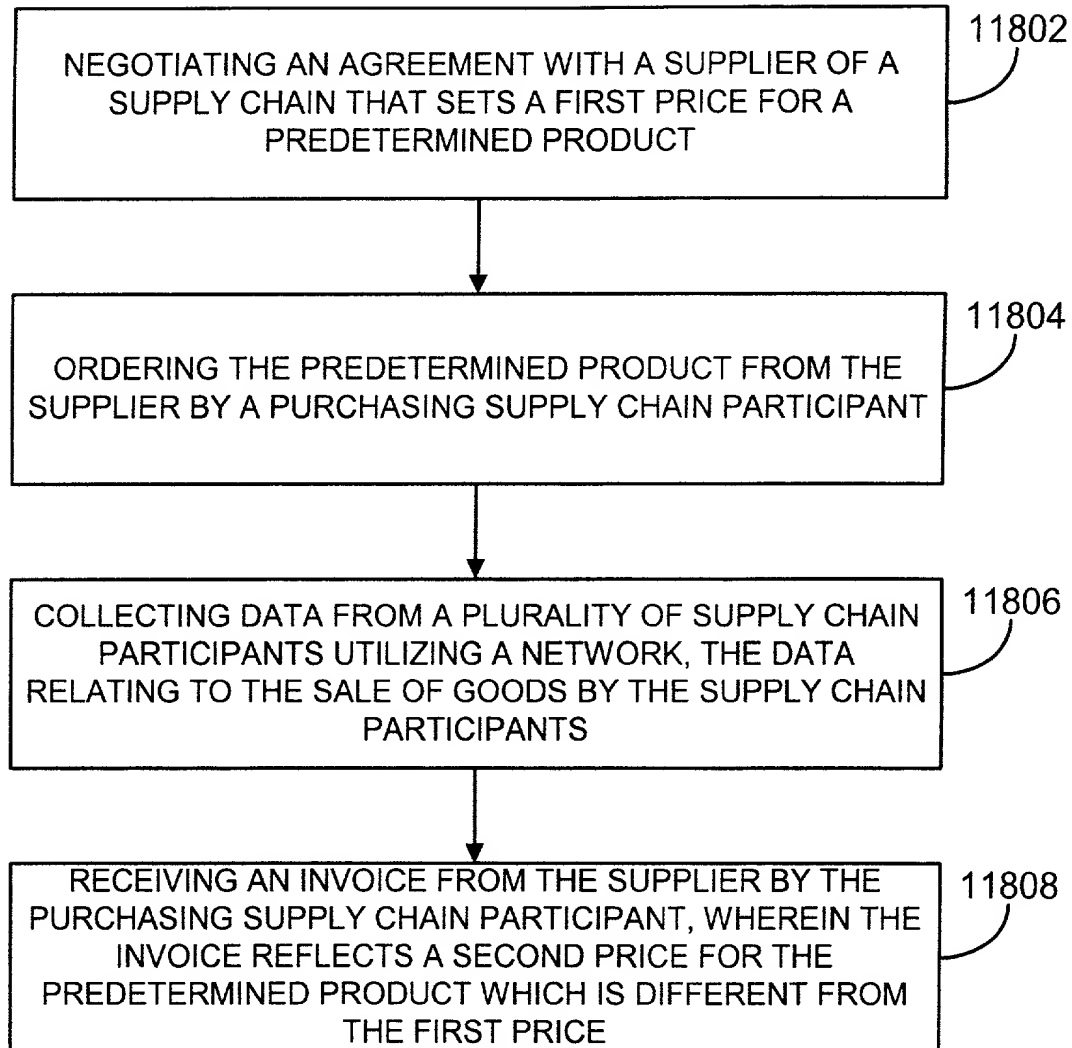 11802
NEGOTIATING AN AGREEMENT WITH A SUPPLIER OF A
SUPPLY CHAIN THAT SETS A FIRST PRICE FOR A
PREDETERMINED PRODUCT
11804
ORDERING THE PREDETERMINED PRODUCT FROM THE
SUPPLIER BY A PURCHASING SUPPLY CHAIN PARTICIPANT
11806
COLLECTING DATA FROM A PLURALITY OF SUPPLY CHAIN
PARTICIPANTS UTILIZING A NETWORK, THE DATA
RELATING TO THE SALE OF GOODS BY THE SUPPLY CHAIN
PARTICIPANTS
11808
RECEIVING AN INVOICE FROM THE SUPPLIER BY THE
PURCHASING SUPPLY CHAIN PARTICIPANT, WHEREIN THE
INVOICE REFLECTS A SECOND PRICE FOR THE
PREDETERMINED PRODUCT WHICH IS DIFFERENT FROM
THE FIRST PRICE